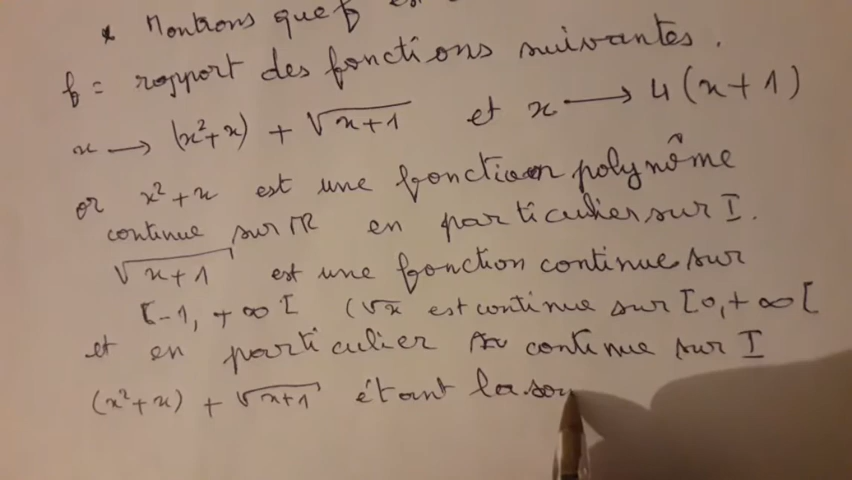 * Montrons que f
f = rapport des fonctions suivantes.
x → (x²+x) + √x+1 et x → 4(x+1)
or x²+x est une fonction polynôme
continue sur ℝ en particulier sur I.
√x+1 est une fonction continue sur
[-1, +∞[ (√x est continue sur [0,+∞[
et en particulier continue sur I
(x²+x) + √x+1 étant la som